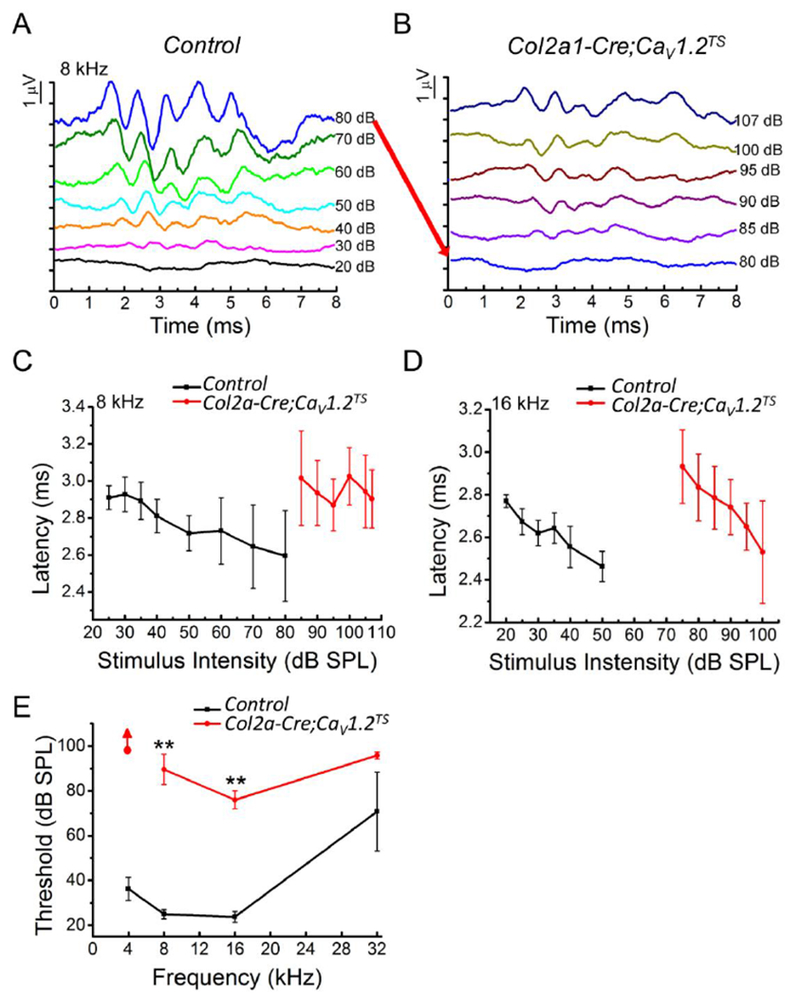 A
Control
8 kHz
1 μV
80 dB
70 dB
60 dB
50 dB
40 dB
30 dB
20 dB
0 1 2 3 4 5 6 7 8
Time (ms)
B
Col2a1-Cre;CaV1.2TS
1 μV
107 dB
100 dB
95 dB
90 dB
85 dB
80 dB
0 1 2 3 4 5 6 7 8
Time (ms)
C
Control
Col2a-Cre;CaV1.2TS
8 kHz
Latency (ms)
3.4
3.2
3.0
2.8
2.6
2.4
20 30 40 50 60 70 80 90 100 110
Stimulus Intensity (dB SPL)
D
Control
Col2a-Cre;CaV1.2TS
16 kHz
Latency (ms)
3.2
3.0
2.8
2.6
2.4
2.2
20 30 40 50 60 70 80 90 100
Stimulus Instensity (dB SPL)
E
Control
Col2a-Cre;CaV1.2TS
Threshold (dB SPL)
100
80
60
40
20
**
**
0 4 8 12 16 20 24 28 32
Frequency (kHz)